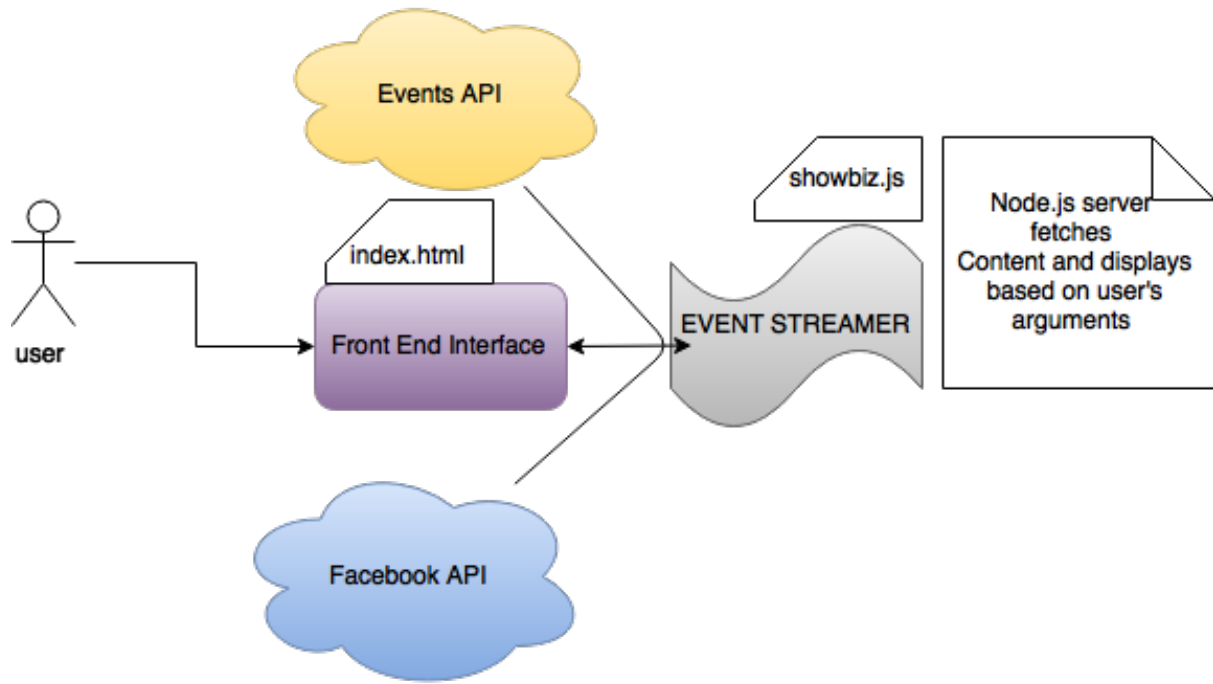 Events API
showbiz.js
index.html
Node.js server
fetches
Content and displays
based on user's
arguments
user
Front End Interface
EVENT STREAMER
Facebook API